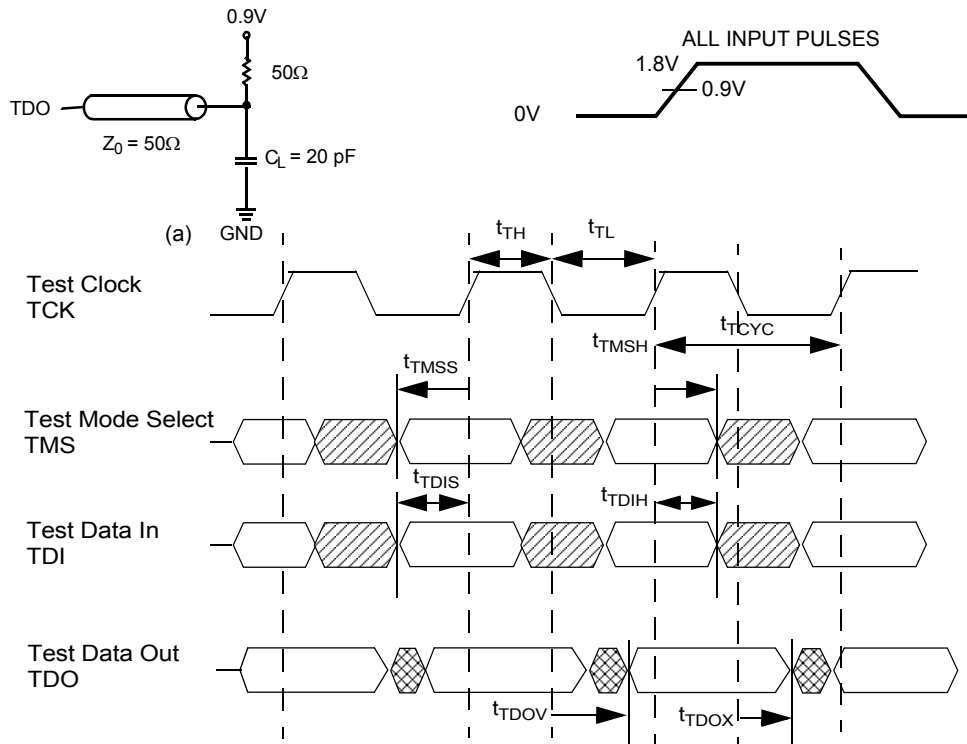 0.9V
50Ω
TDO
Z0 = 50Ω
CL = 20 pF
(a)
GND
ALL INPUT PULSES
1.8V
0.9V
0V
tTH
tTL
Test Clock
TCK
tTCYC
tTMSH
tTMSS
Test Mode Select
TMS
tTDIS
tTDIH
Test Data In
TDI
Test Data Out
TDO
tTDOV
tTDOX